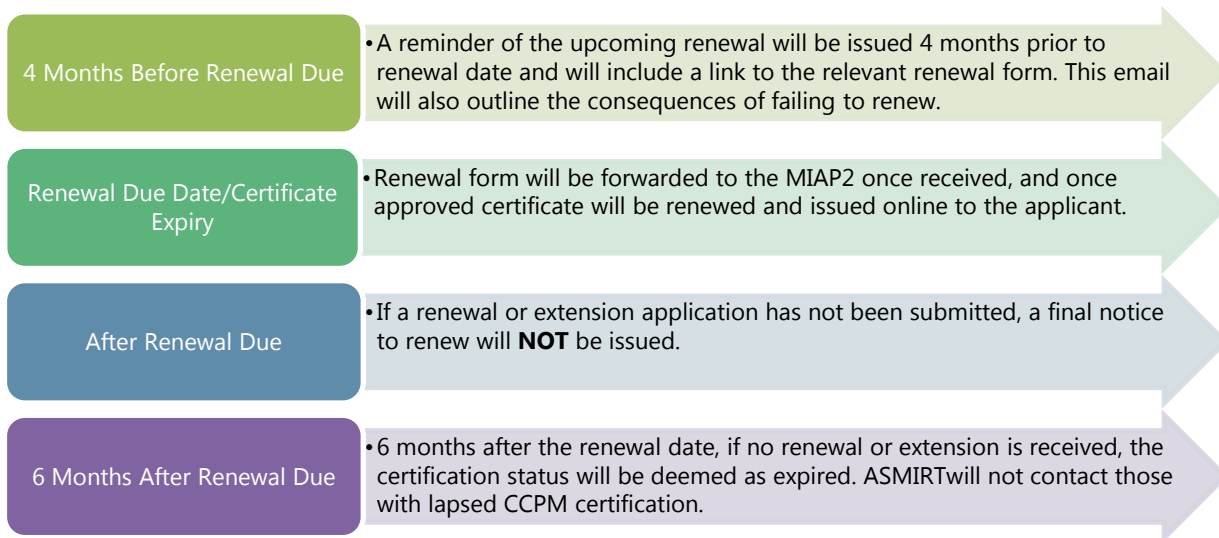 4 Months Before Renewal Due
•A reminder of the upcoming renewal will be issued 4 months prior to
renewal date and will include a link to the relevant renewal form. This email
will also outline the consequences of failing to renew.
Renewal Due Date/Certificate
Expiry
•Renewal form will be forwarded to the MIAP2 once received, and once
approved certificate will be renewed and issued online to the applicant.
After Renewal Due
•If a renewal or extension application has not been submitted, a final notice
to renew will NOT be issued.
6 Months After Renewal Due
•6 months after the renewal date, if no renewal or extension is received, the
certification status will be deemed as expired. ASMIRTwill not contact those
with lapsed CCPM certification.